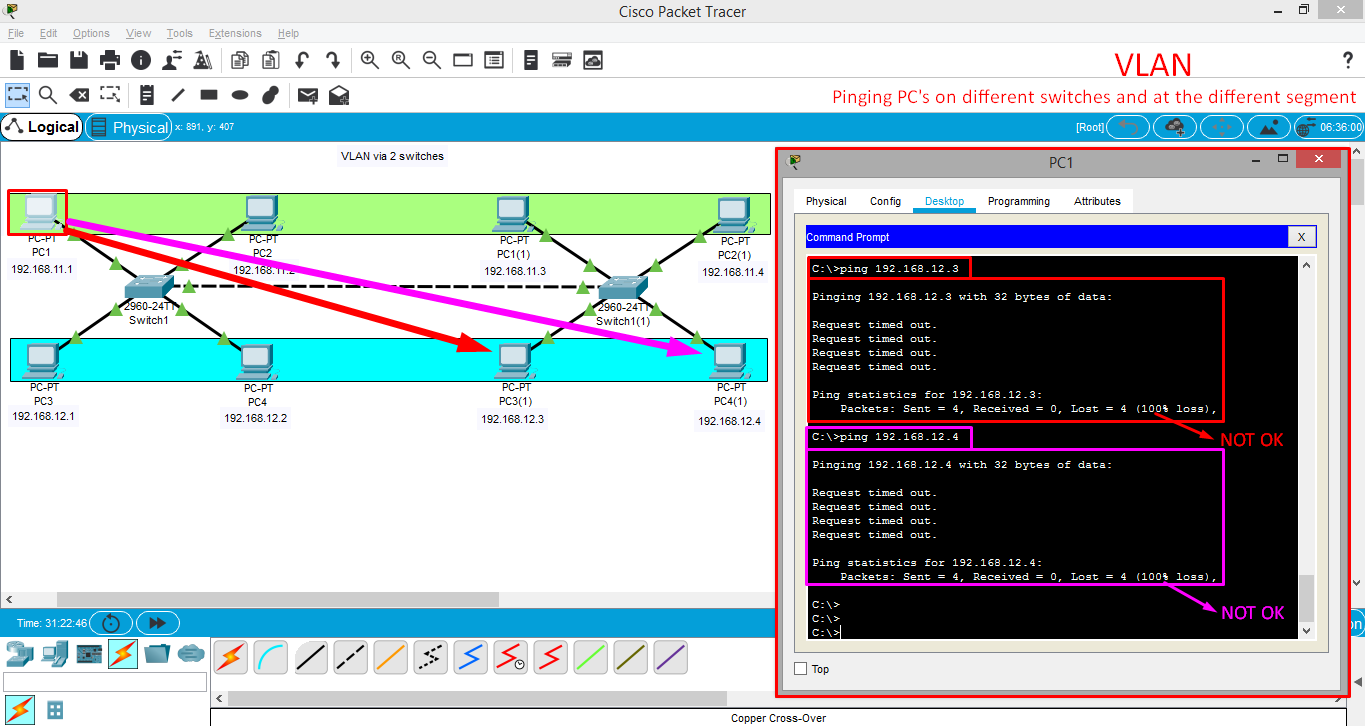 Cisco Packet Tracer
File Edit Options View Tools Extensions Help
VLAN
Pinging PC's on different switches and at the different segment
Logical
Physical
x: 891, y: 407
[Root]
06:36:00
VLAN via 2 switches
PC-PT
PC1
192.168.11.1
PC-PT
PC2
192.168.11.2
PC-PT
PC1(1)
192.168.11.3
PC-PT
PC2(1)
192.168.11.4
2960-24TT
Switch1
2960-24TT
Switch1(1)
PC-PT
PC3
192.168.12.1
PC-PT
PC4
192.168.12.2
PC-PT
PC3(1)
192.168.12.3
PC-PT
PC4(1)
192.168.12.4
PC1
Physical Config Desktop Programming Attributes
Command Prompt
X
C:\>ping 192.168.12.3
Pinging 192.168.12.3 with 32 bytes of data:
Request timed out.
Request timed out.
Request timed out.
Request timed out.
Ping statistics for 192.168.12.3:
Packets: Sent = 4, Received = 0, Lost = 4 (100% loss),
NOT OK
C:\>ping 192.168.12.4
Pinging 192.168.12.4 with 32 bytes of data:
Request timed out.
Request timed out.
Request timed out.
Request timed out.
Ping statistics for 192.168.12.4:
Packets: Sent = 4, Received = 0, Lost = 4 (100% loss),
NOT OK
C:\>
C:\>
C:\>
Top
Time: 31:22:46
on
Copper Cross-Over